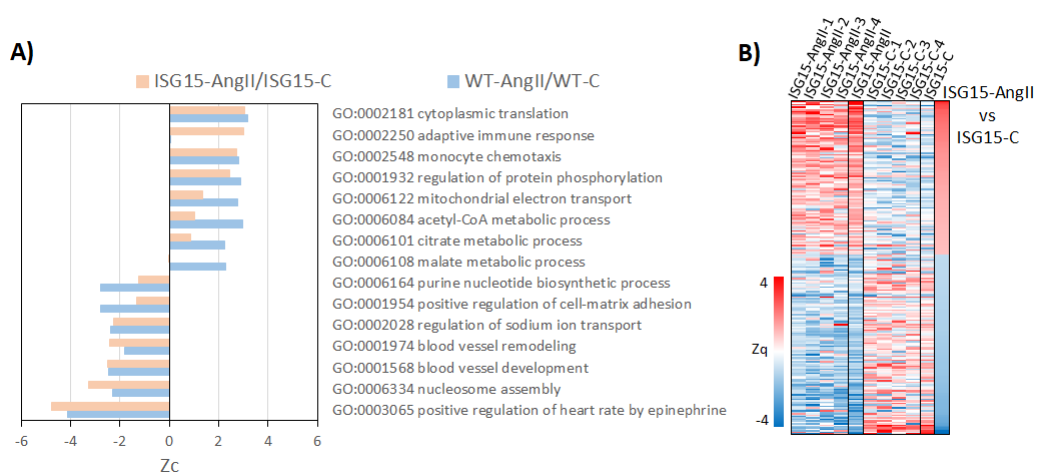 A)
ISG15-AngII/ISG15-C
WT-AngII/WT-C
GO:0002181 cytoplasmic translation
GO:0002250 adaptive immune response
GO:0002548 monocyte chemotaxis
GO:0001932 regulation of protein phosphorylation
GO:0006122 mitochondrial electron transport
GO:0006084 acetyl-CoA metabolic process
GO:0006101 citrate metabolic process
GO:0006108 malate metabolic process
GO:0006164 purine nucleotide biosynthetic process
GO:0001954 positive regulation of cell-matrix adhesion
GO:0002028 regulation of sodium ion transport
GO:0001974 blood vessel remodeling
GO:0001568 blood vessel development
GO:0006334 nucleosome assembly
GO:0003065 positive regulation of heart rate by epinephrine
-6 -4 -2 0 2 4 6
Zc
B)
ISG15-AngII-1
ISG15-AngII-2
ISG15-AngII-3
ISG15-AngII-4
ISG15-AngII
ISG15-C-1
ISG15-C-2
ISG15-C-3
ISG15-C-4
ISG15-C
ISG15-AngII
vs
ISG15-C
4
Zq
-4